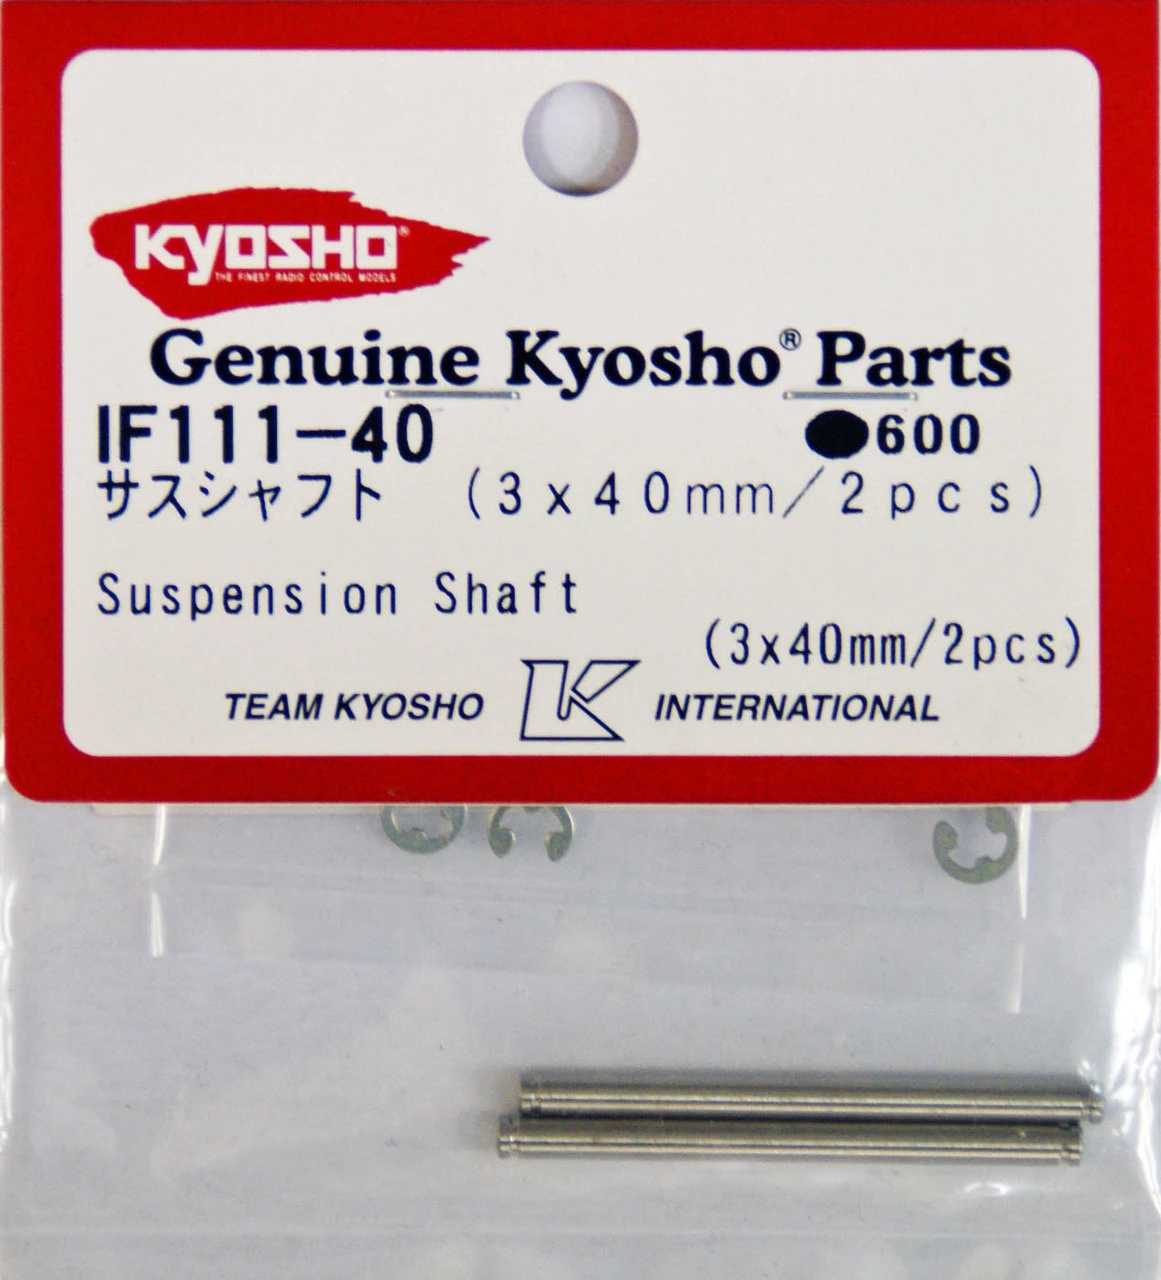 KYOSHO®
THE FINEST RADIO CONTROL MODELS
Genuine Kyosho® Parts
IF111-40 ●600
サスシャフト (3x40mm/2pcs)
Suspension Shaft
(3x40mm/2pcs)
TEAM KYOSHO K INTERNATIONAL